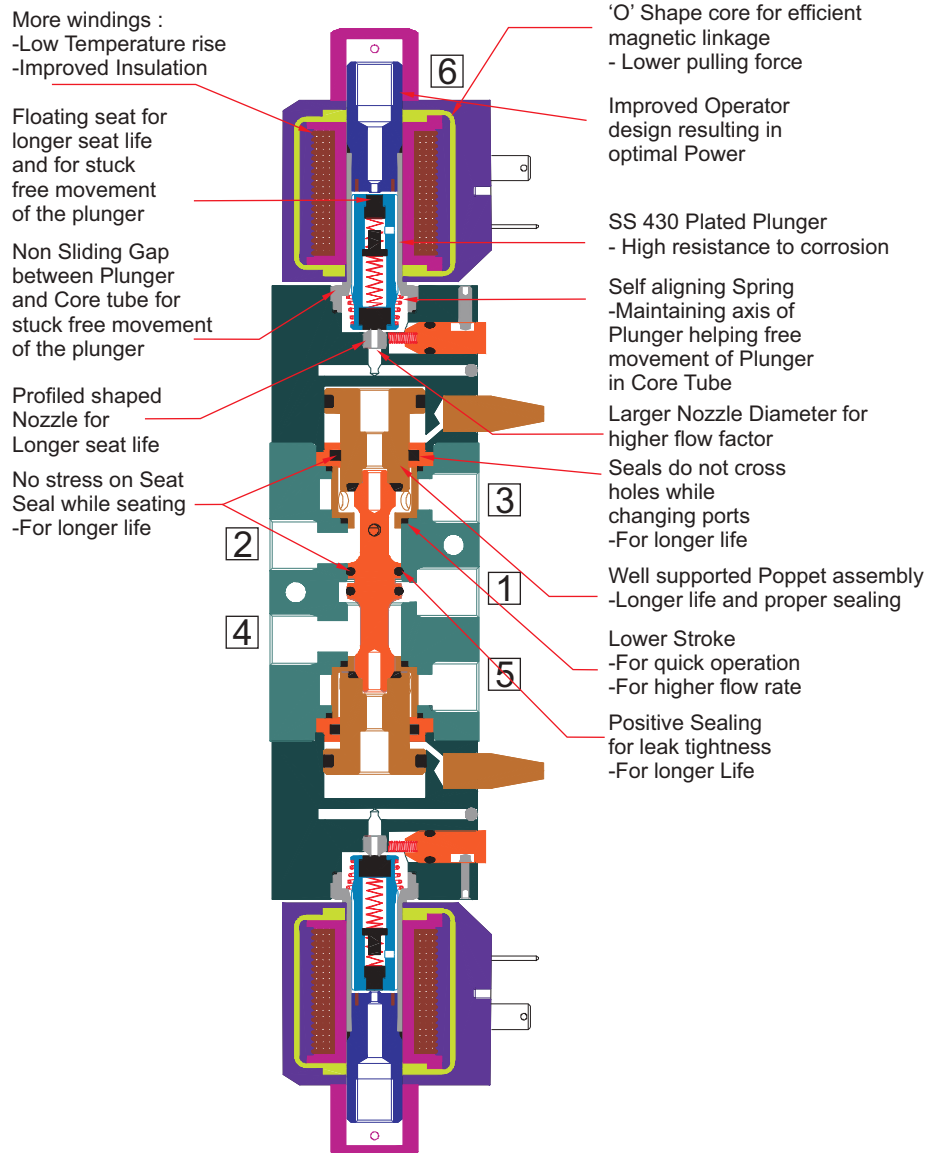 More windings :
-Low Temperature rise
-Improved Insulation
Floating seat for
longer seat life
and for stuck
free movement
of the plunger
Non Sliding Gap
between Plunger
and Core tube for
stuck free movement
of the plunger
Profiled shaped
Nozzle for
Longer seat life
No stress on Seat
Seal while seating
-For longer life
6
2
4
3
1
5
‘O’ Shape core for efficient
magnetic linkage
- Lower pulling force
Improved Operator
design resulting in
optimal Power
SS 430 Plated Plunger
- High resistance to corrosion
Self aligning Spring
-Maintaining axis of
Plunger helping free
movement of Plunger
in Core Tube
Larger Nozzle Diameter for
higher flow factor
Seals do not cross
holes while
changing ports
-For longer life
Well supported Poppet assembly
-Longer life and proper sealing
Lower Stroke
-For quick operation
-For higher flow rate
Positive Sealing
for leak tightness
-For longer Life